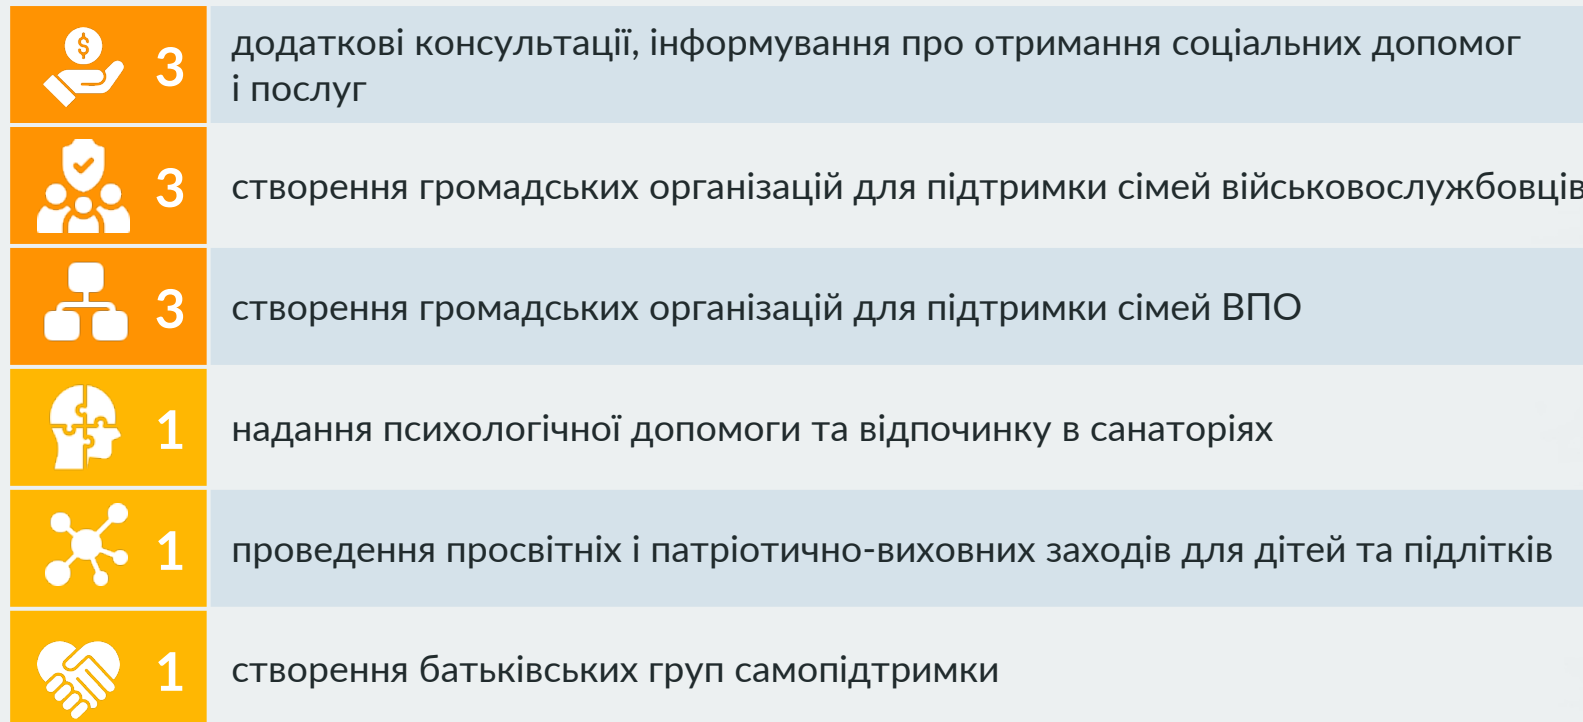 3
додаткові консультації, інформування про отримання соціальних допомог
і послуг
3
створення громадських організацій для підтримки сімей військовослужбовців
3
створення громадських організацій для підтримки сімей ВПО
1
надання психологічної допомоги та відпочинку в санаторіях
1
проведення просвітніх і патріотично-виховних заходів для дітей та підлітків
1
створення батьківських груп самопідтримки